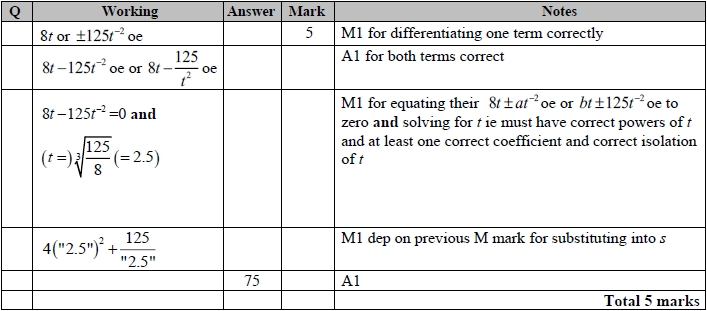 Q Working Answer Mark Notes
8t or ±125t⁻² oe 5 M1 for differentiating one term correctly
8t – 125t⁻² oe or 8t – 125/t² oe A1 for both terms correct
8t – 125t⁻² = 0 and
(t =) ∛(125/8) (= 2.5)
M1 for equating their 8t ± at⁻² oe or bt ± 125t⁻² oe to
zero and solving for t ie must have correct powers of t
and at least one correct coefficient and correct isolation
of t
4("2.5")² + 125/"2.5" M1 dep on previous M mark for substituting into s
75 A1
Total 5 marks